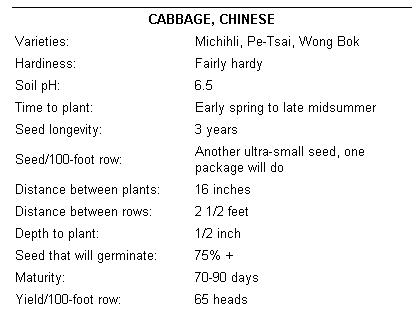 CABBAGE, CHINESE
Varieties: Michihli, Pe-Tsai, Wong Bok
Hardiness: Fairly hardy
Soil pH: 6.5
Time to plant: Early spring to late midsummer
Seed longevity: 3 years
Seed/100-foot row: Another ultra-small seed, one
package will do
Distance between plants: 16 inches
Distance between rows: 2 1/2 feet
Depth to plant: 1/2 inch
Seed that will germinate: 75% +
Maturity: 70-90 days
Yield/100-foot row: 65 heads